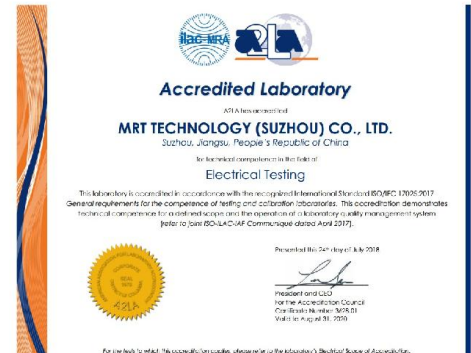 ilac-MRA
A2LA
Accredited Laboratory
A2LA has accredited
MRT TECHNOLOGY (SUZHOU) CO., LTD.
Suzhou, Jiangsu, People's Republic of China
for technical competence in the field of
Electrical Testing
This laboratory is accredited in accordance with the recognized International Standard ISO/IEC 17025:2017
General requirements for the competence of testing and calibration laboratories. This accreditation demonstrates
technical competence for a defined scope and the operation of a laboratory quality management system
(refer to joint ISO-ILAC-IAF Communiqué dated April 2017).
Presented this 24th day of July 2018
President and CEO
For the Accreditation Council
Certificate Number 3628.01
Valid to August 31, 2020
SEAL
A2LA
For the tests to which this accreditation applies, please refer to the laboratory's Electrical Scope of Accreditation.